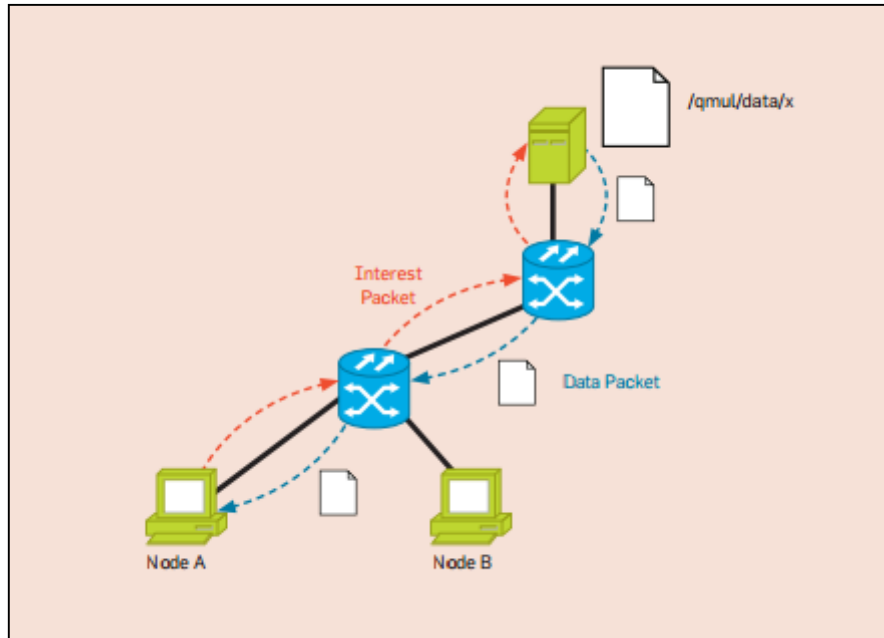 /qmul/data/x
Interest
Packet
Data Packet
Node A
Node B